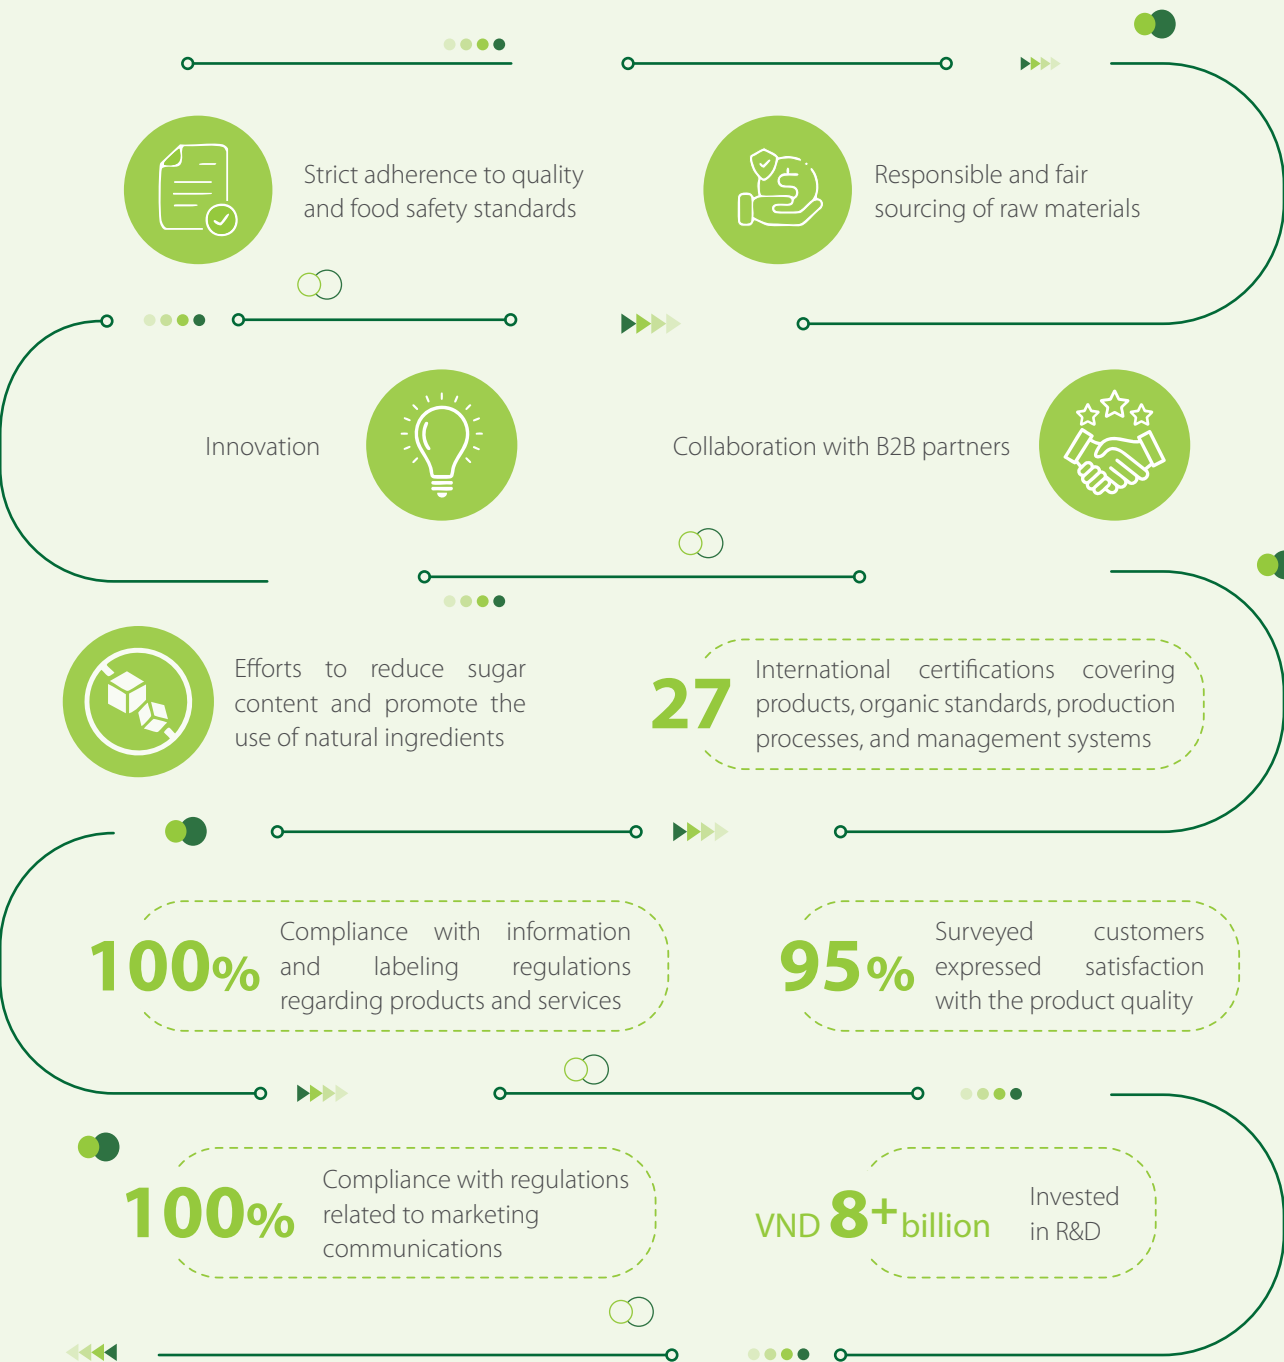 Strict adherence to quality
and food safety standards
Responsible and fair
sourcing of raw materials
Innovation
Collaboration with B2B partners
Efforts to reduce sugar
content and promote the
use of natural ingredients
27
International certifications covering
products, organic standards, production
processes, and management systems
100%
Compliance with information
and labeling regulations
regarding products and services
95%
Surveyed customers
expressed satisfaction
with the product quality
100%
Compliance with regulations
related to marketing
communications
VND 8+ billion
Invested
in R&D